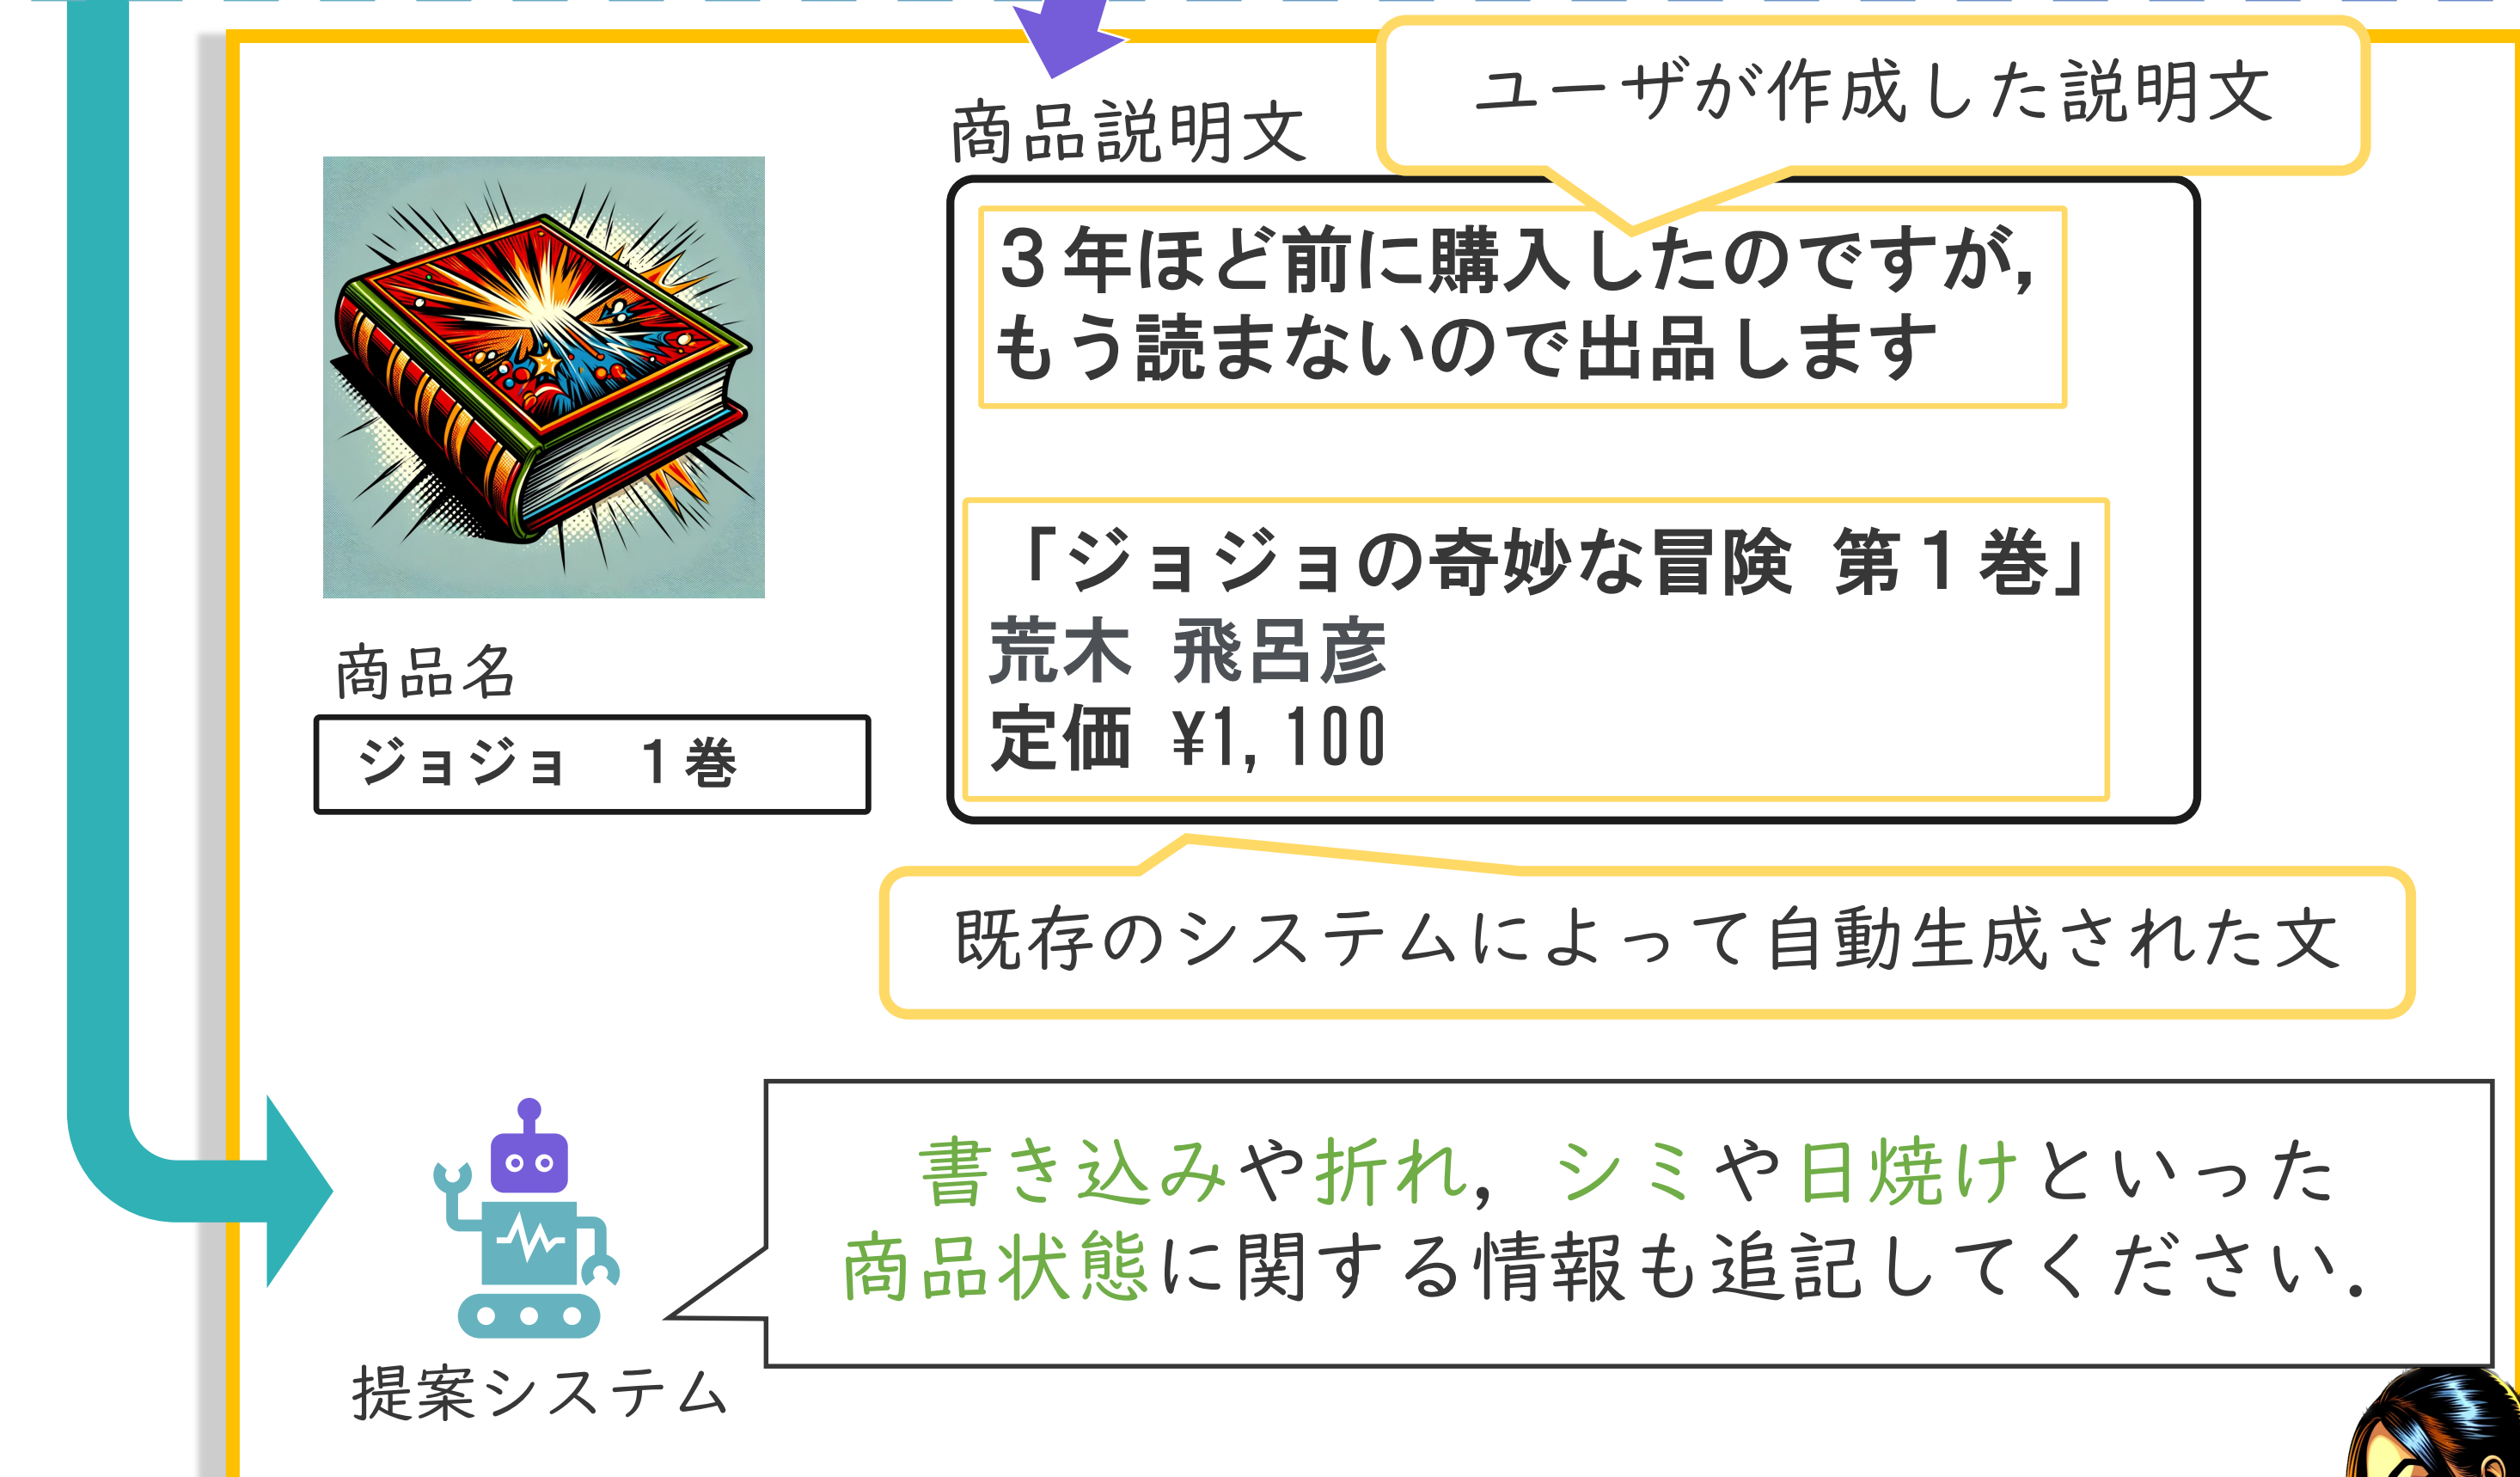 ユーザが作成した説明文
商品説明文
３年ほど前に購入したのですが，
もう読まないので出品します
「ジョジョの奇妙な冒険 第１巻」
荒木 飛呂彦
定価 ¥1,100
商品名
ジョジョ　１巻
既存のシステムによって自動生成された文
書き込みや折れ，シミや日焼けといった
商品状態に関する情報も追記してください．
提案システム